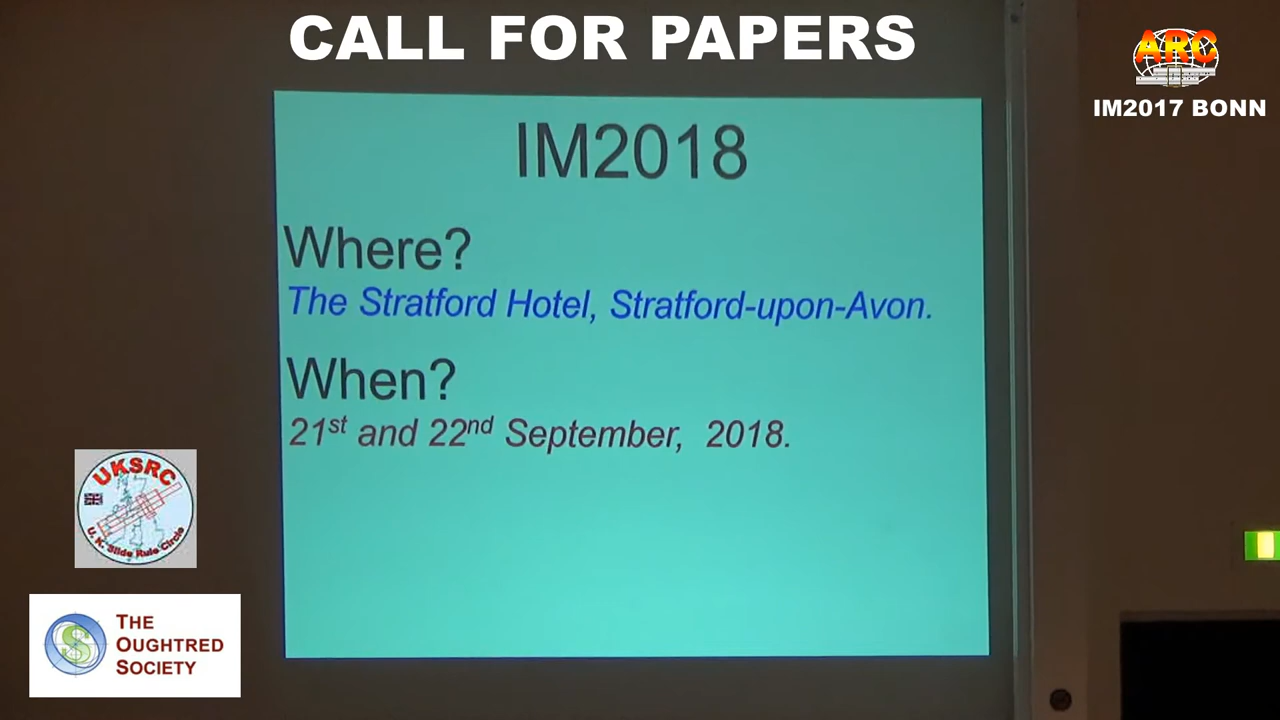 CALL FOR PAPERS
ARC
IM2017 BONN
IM2018
Where?
The Stratford Hotel, Stratford-upon-Avon.
When?
21st and 22nd September, 2018.
UKSRC
U. K. Slide Rule Circle
THE
OUGHTRED
SOCIETY